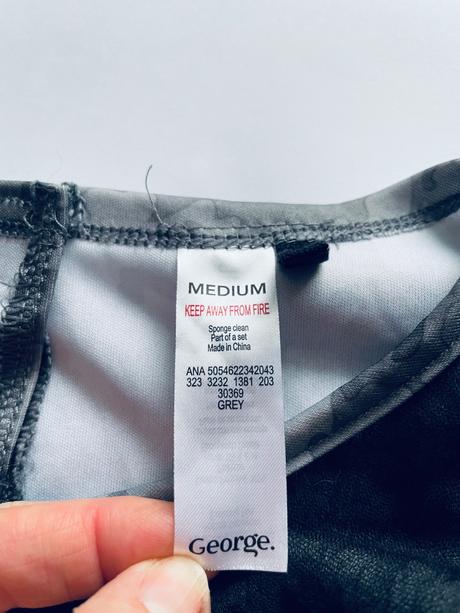 MEDIUM
KEEP AWAY FROM FIRE
Sponge clean
Part of a set
Made in China
ANA 5054622342043
323 3232 1381 203
30369
GREY
George.